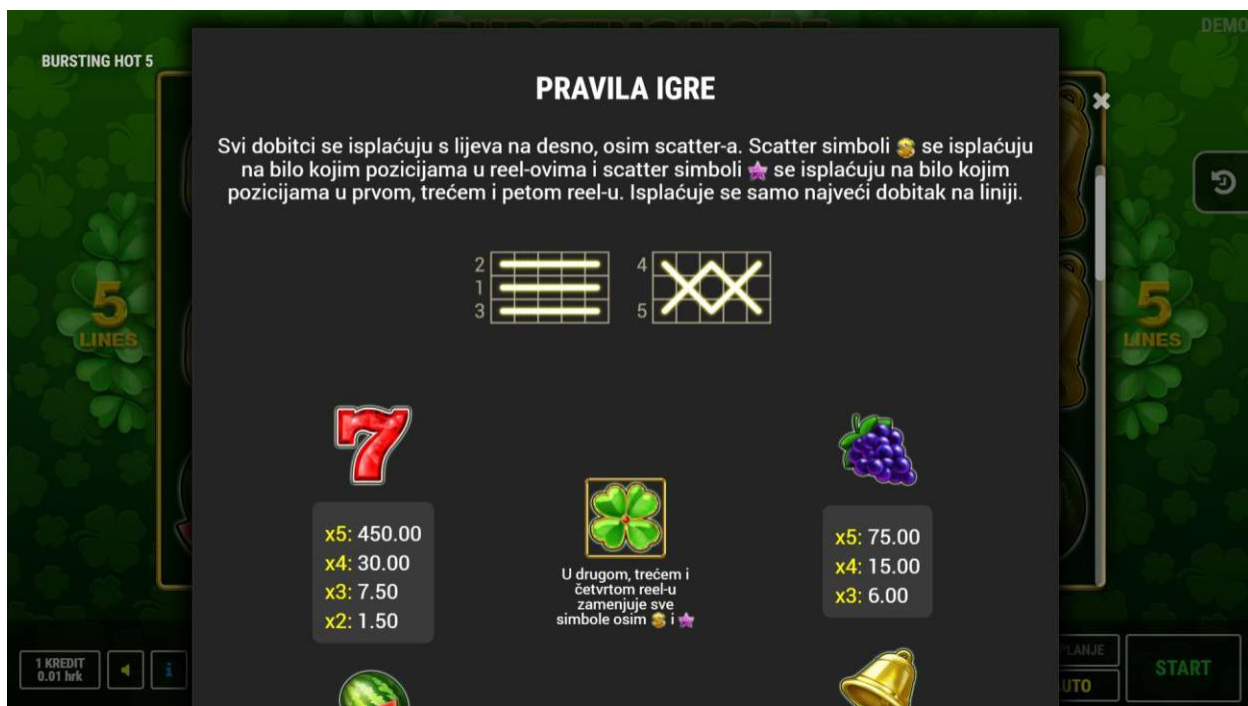 DEMO
BURSTING HOT 5
PRAVILA IGRE
Svi dobitci se isplaćuju s lijeva na desno, osim scatter-a. Scatter simboli se isplaćuju
na bilo kojim pozicijama u reel-ovima i scatter simboli se isplaćuju na bilo kojim
pozicijama u prvom, trećem i petom reel-u. Isplaćuje se samo najveći dobitak na liniji.
2
1
3
4
5
5
LINES
5
LINES
7
x5: 450.00
x4: 30.00
x3: 7.50
x2: 1.50
U drugom, trećem i
četvrtom reel-u
zamenjuje sve
simbole osim i
x5: 75.00
x4: 15.00
x3: 6.00
1 KREDIT
0.01 hrk
i
START